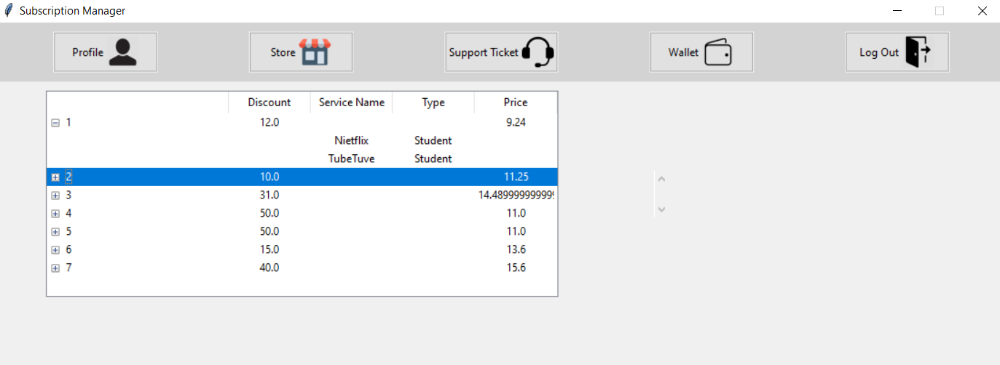 Subscription Manager
Profile Store Support Ticket Wallet Log Out
Discount Service Name Type Price
1 12.0 9.24
Nietflix Student
TubeTuve Student
2 10.0 11.25
3 31.0 14.48999999999
4 50.0 11.0
5 50.0 11.0
6 15.0 13.6
7 40.0 15.6